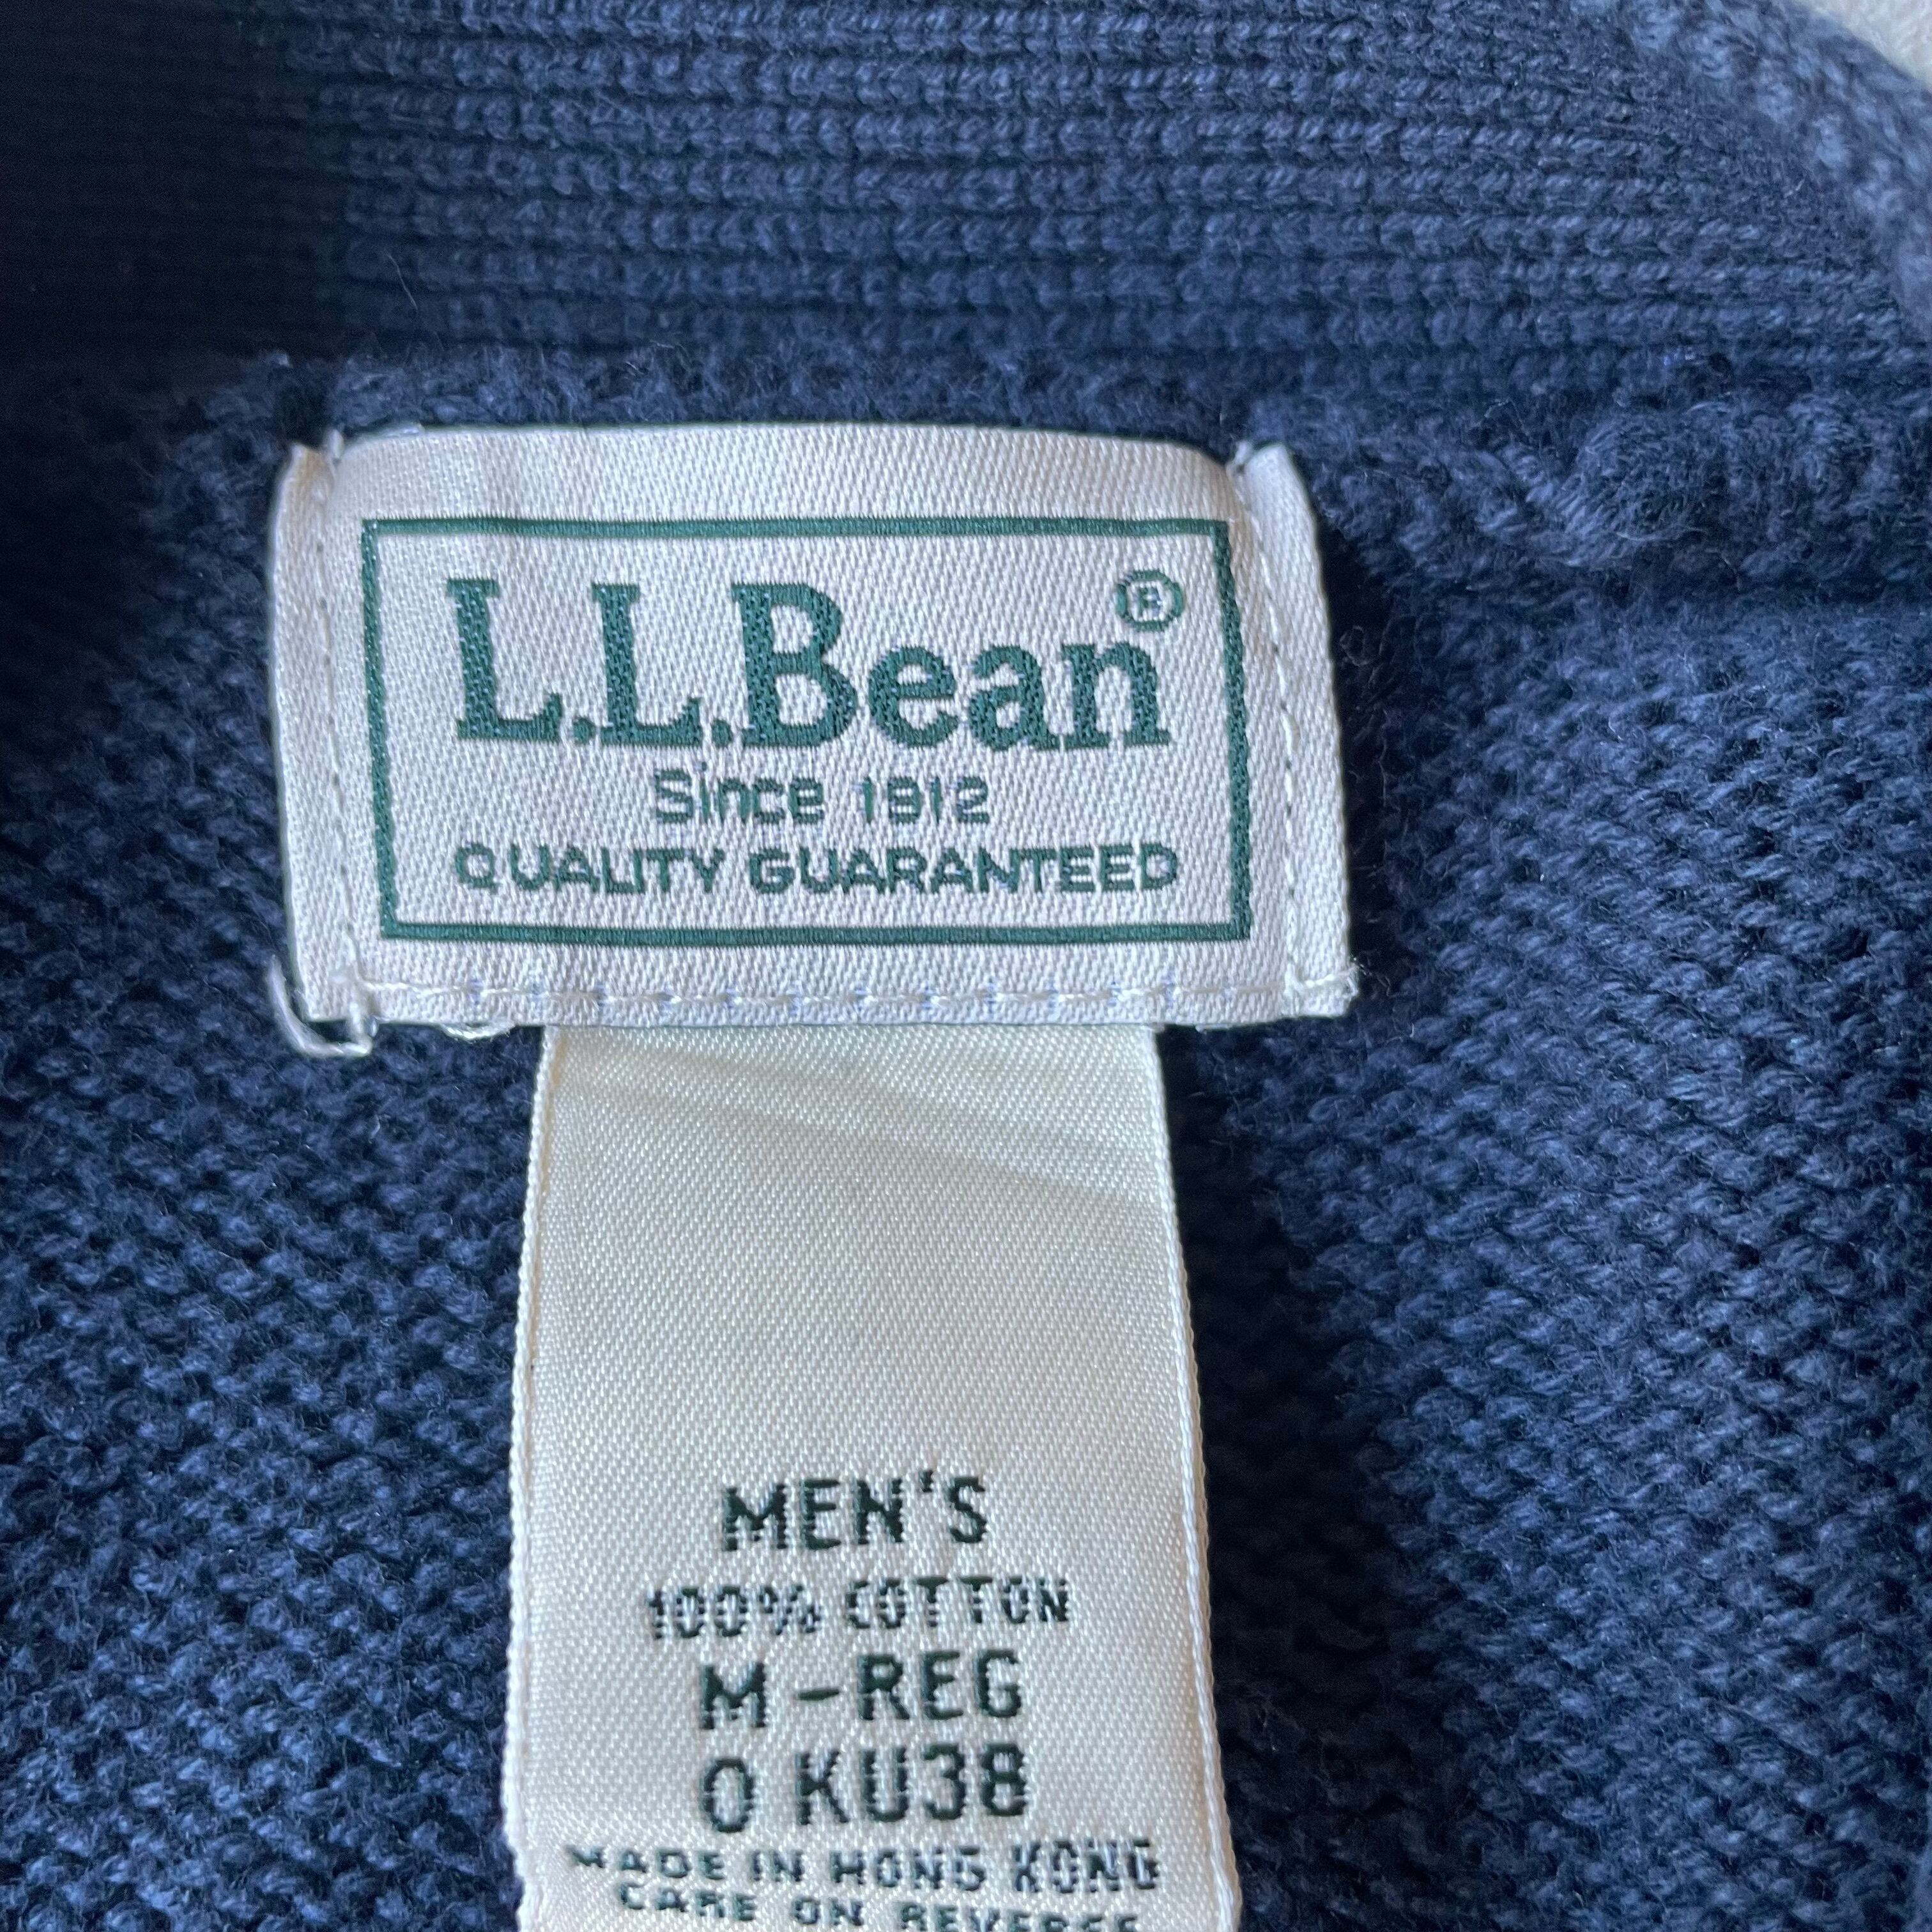 L.L.Bean®
Since 1912
QUALITY GUARANTEED
MEN'S
100% COTTON
M-REG
0 KU38
MADE IN HONG KONG
CARE ON REVERSE